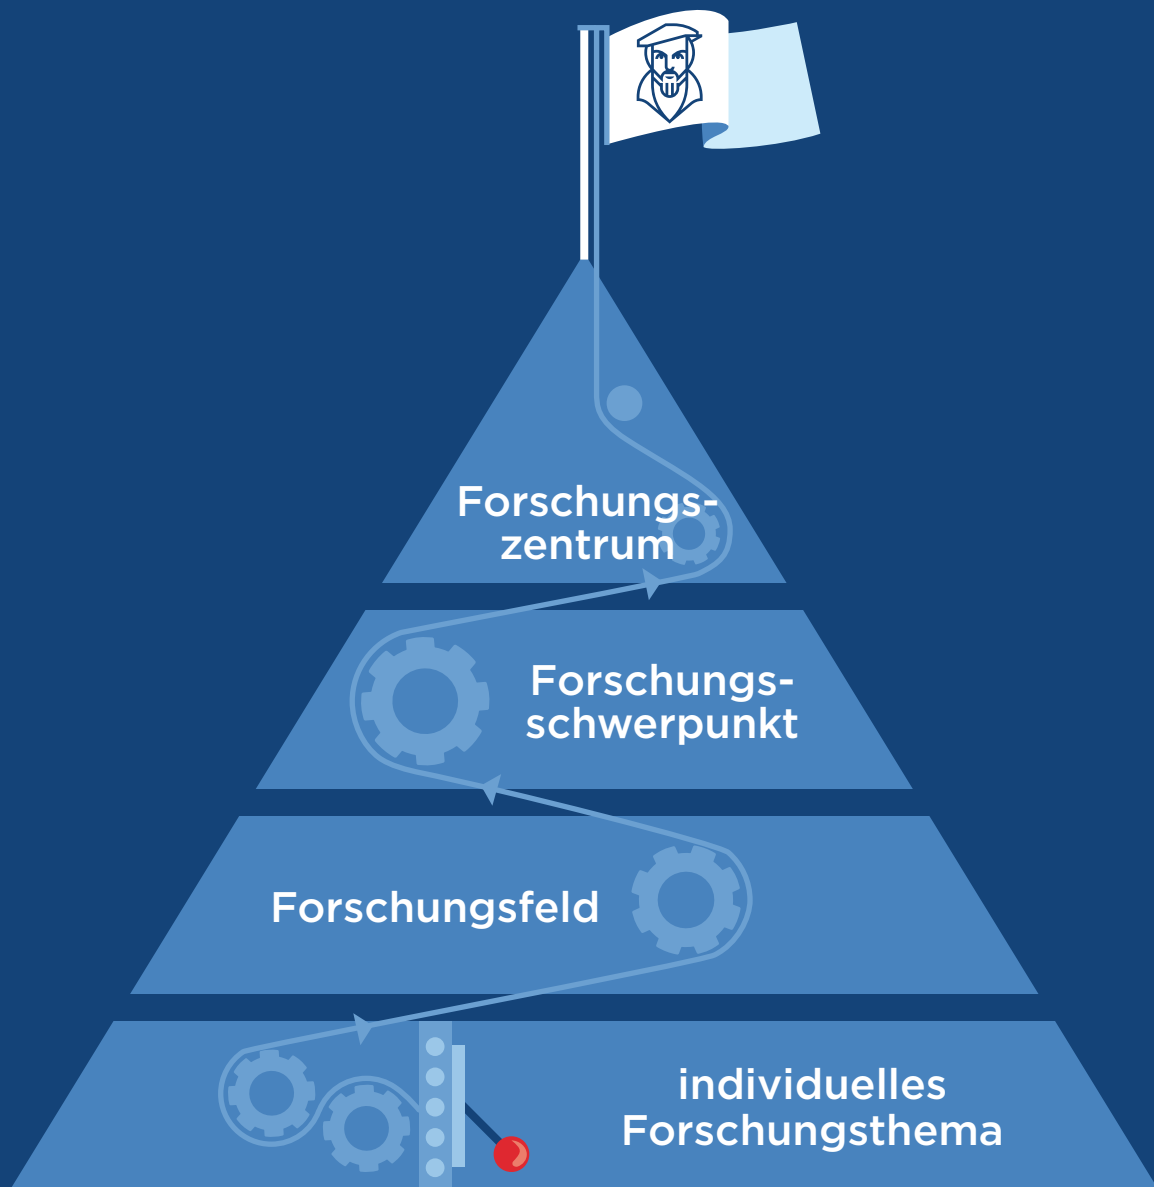 Forschungs-
zentrum
Forschungs-
schwerpunkt
Forschungsfeld
individuelles
Forschungsthema